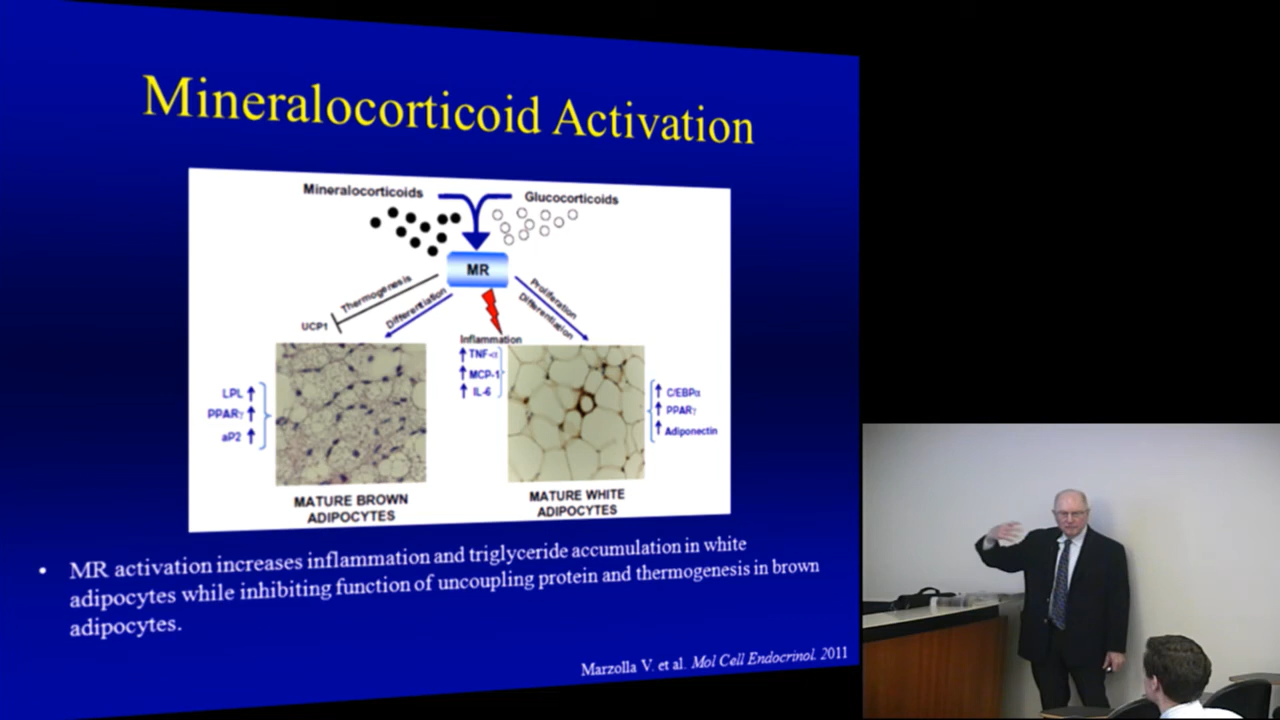 Mineralocorticoid Activation
Mineralocorticoids
Glucocorticoids
MR
Thermogenesis
Differentiation
Proliferation
Differentiation
UCP1
Inflammation
TNF-α
MCP-1
IL-6
LPL
PPARγ
aP2
C/EBPα
PPARγ
Adiponectin
MATURE BROWN
ADIPOCYTES
MATURE WHITE
ADIPOCYTES
• MR activation increases inflammation and triglyceride accumulation in white
adipocytes while inhibiting function of uncoupling protein and thermogenesis in brown
adipocytes.
Marzolla V. et al. Mol Cell Endocrinol. 2011